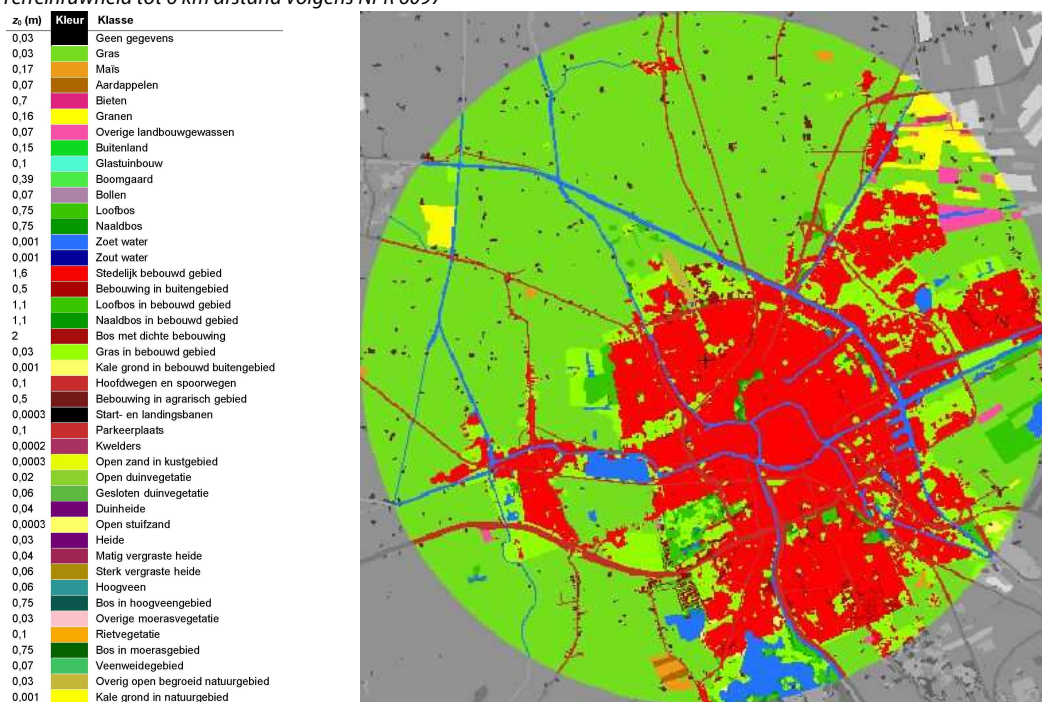 Terreinruwheid tot 6 km afstand volgens NPR 6097
z₀ (m) Kleur Klasse
0,03 Geen gegevens
0,03 Gras
0,17 Maïs
0,07 Aardappelen
0,7 Bieten
0,16 Granen
0,07 Overige landbouwgewassen
0,15 Buitenland
0,1 Glastuinbouw
0,39 Boomgaard
0,07 Bollen
0,75 Loofbos
0,75 Naaldbos
0,001 Zoet water
0,001 Zout water
1,6 Stedelijk bebouwd gebied
0,5 Bebouwing in buitengebied
1,1 Loofbos in bebouwd gebied
1,1 Naaldbos in bebouwd gebied
2 Bos met dichte bebouwing
0,03 Gras in bebouwd gebied
0,001 Kale grond in bebouwd buitengebied
0,1 Hoofdwegen en spoorwegen
0,5 Bebouwing in agrarisch gebied
0,0003 Start- en landingsbanen
0,1 Parkeerplaats
0,0002 Kwelders
0,0003 Open zand in kustgebied
0,02 Open duinvegetatie
0,06 Gesloten duinvegetatie
0,04 Duinheide
0,0003 Open stuifzand
0,03 Heide
0,04 Matig vergraste heide
0,06 Sterk vergraste heide
0,06 Hoogveen
0,75 Bos in hoogveengebied
0,03 Overige moerasvegetatie
0,1 Rietvegetatie
0,75 Bos in moerasgebied
0,07 Veenweidegebied
0,03 Overig open begroeid natuurgebied
0,001 Kale grond in natuurgebied